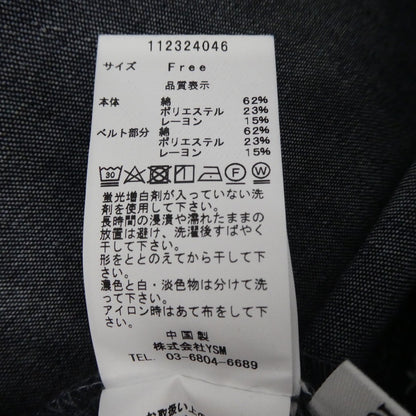 112324046
サイズ Free
品質表示
本体 綿 62%
ポリエステル 23%
レーヨン 15%
ベルト部分 綿 62%
ポリエステル 23%
レーヨン 15%
30 F W
蛍光増白剤が入っていない洗
剤を使用して下さい。
長時間の浸漬や濡れたままの
放置は避け、洗濯後すばやく
干して下さい。
形をととのえてから干して下
さい。
濃色と白・淡色物は分けて洗
って下さい。
アイロン時はあて布をして下
さい。
中国製
株式会社YSM
TEL. 03-6804-6689
お取扱い上の